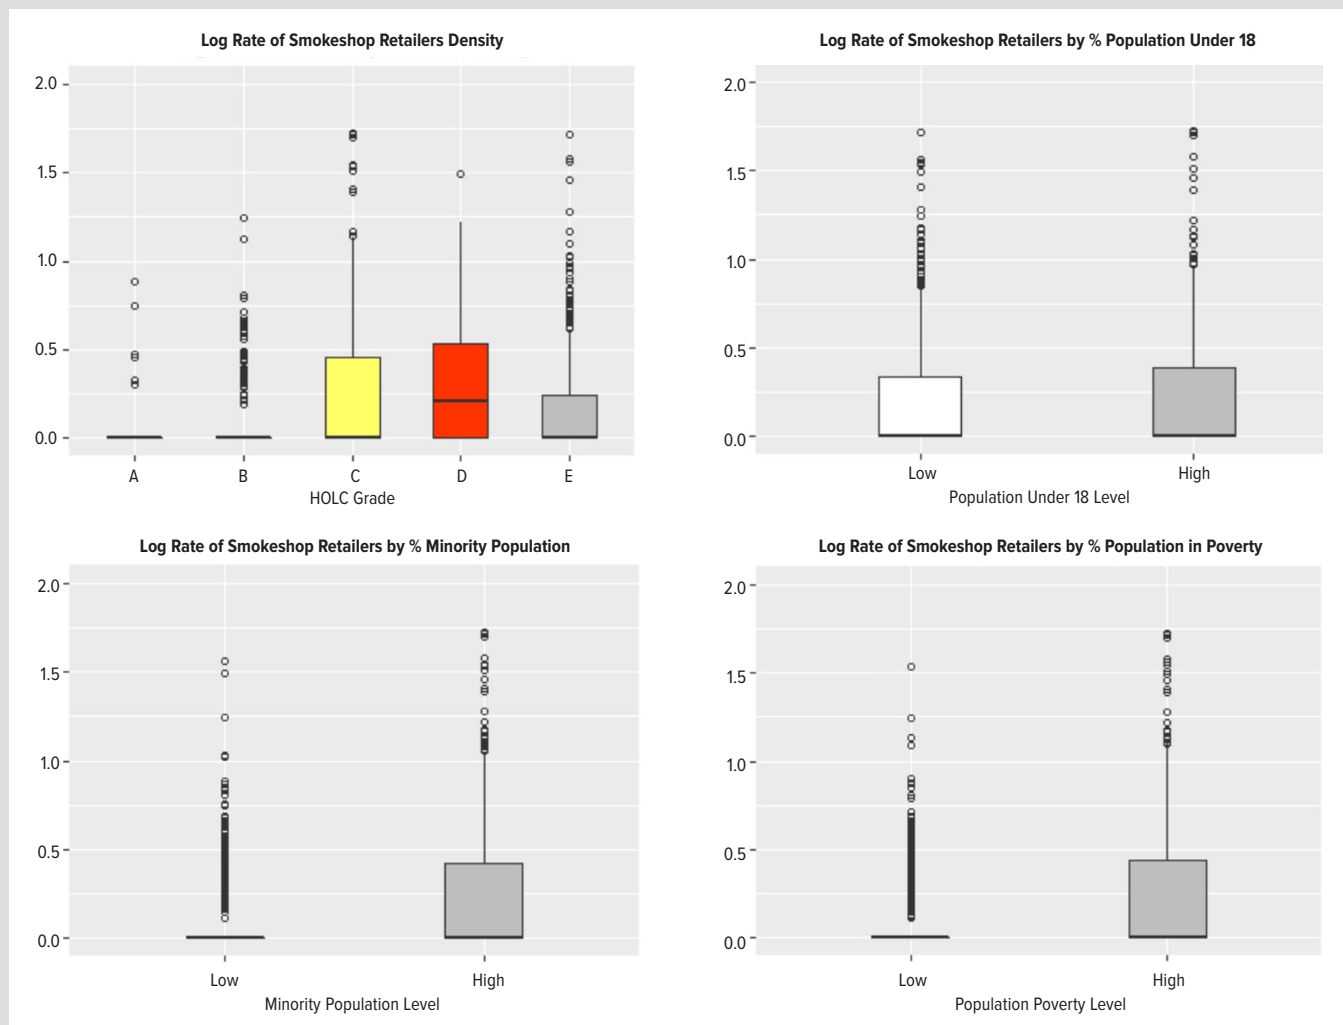 Log Rate of Smokeshop Retailers Density
2.0
1.5
1.0
0.5
0.0
A B C D E
HOLC Grade
Log Rate of Smokeshop Retailers by % Population Under 18
2.0
1.5
1.0
0.5
0.0
Low High
Population Under 18 Level
Log Rate of Smokeshop Retailers by % Minority Population
2.0
1.5
1.0
0.5
0.0
Low High
Minority Population Level
Log Rate of Smokeshop Retailers by % Population in Poverty
2.0
1.5
1.0
0.5
0.0
Low High
Population Poverty Level